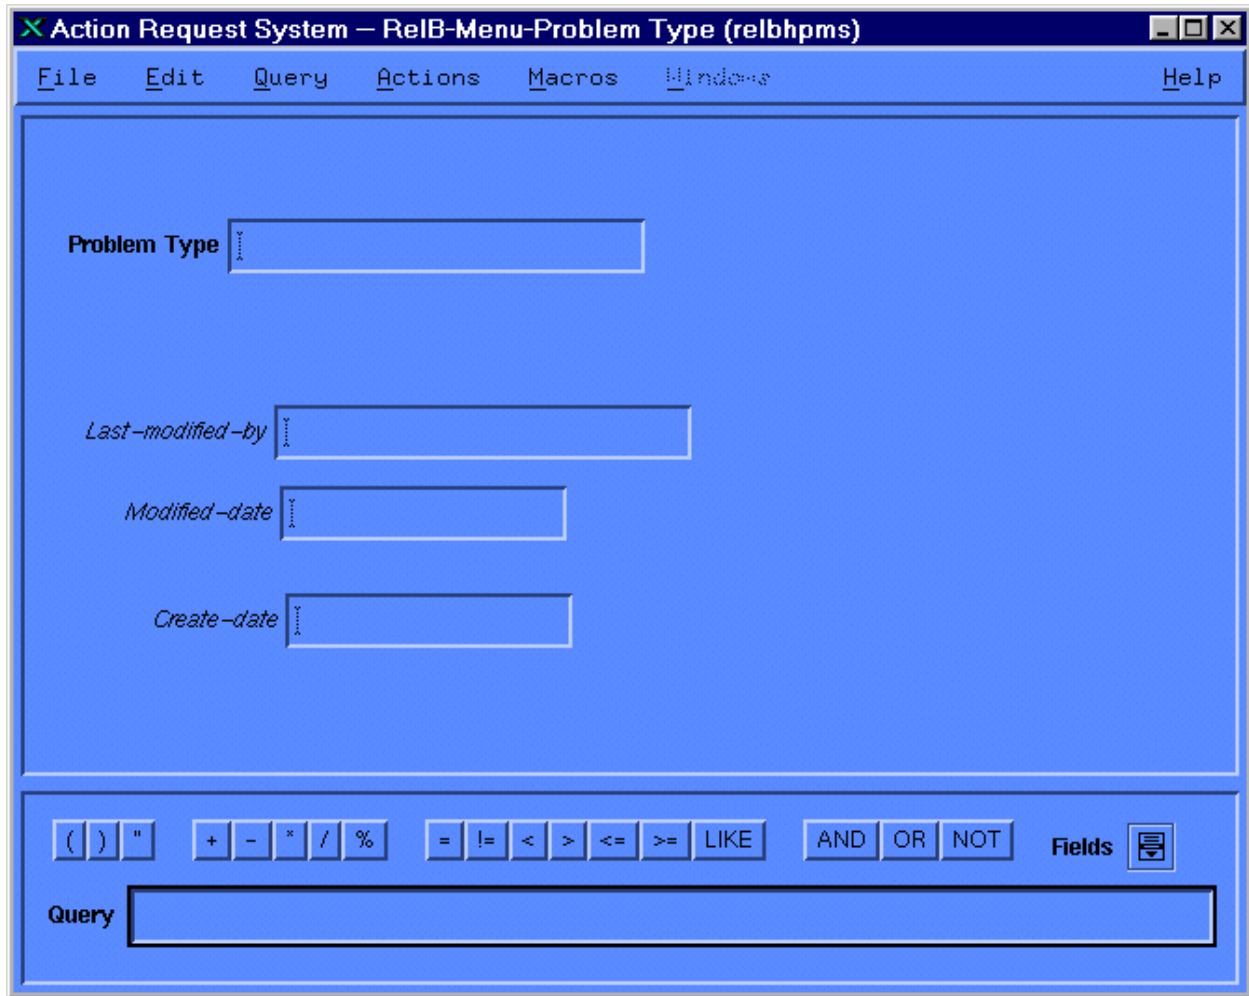 Action Request System – RelB-Menu-Problem Type (relbhpms)
File Edit Query Actions Macros Windows Help
Problem Type
Last-modified-by
Modified-date
Create-date
( ) " + - * / % = != < > <= >= LIKE AND OR NOT Fields
Query